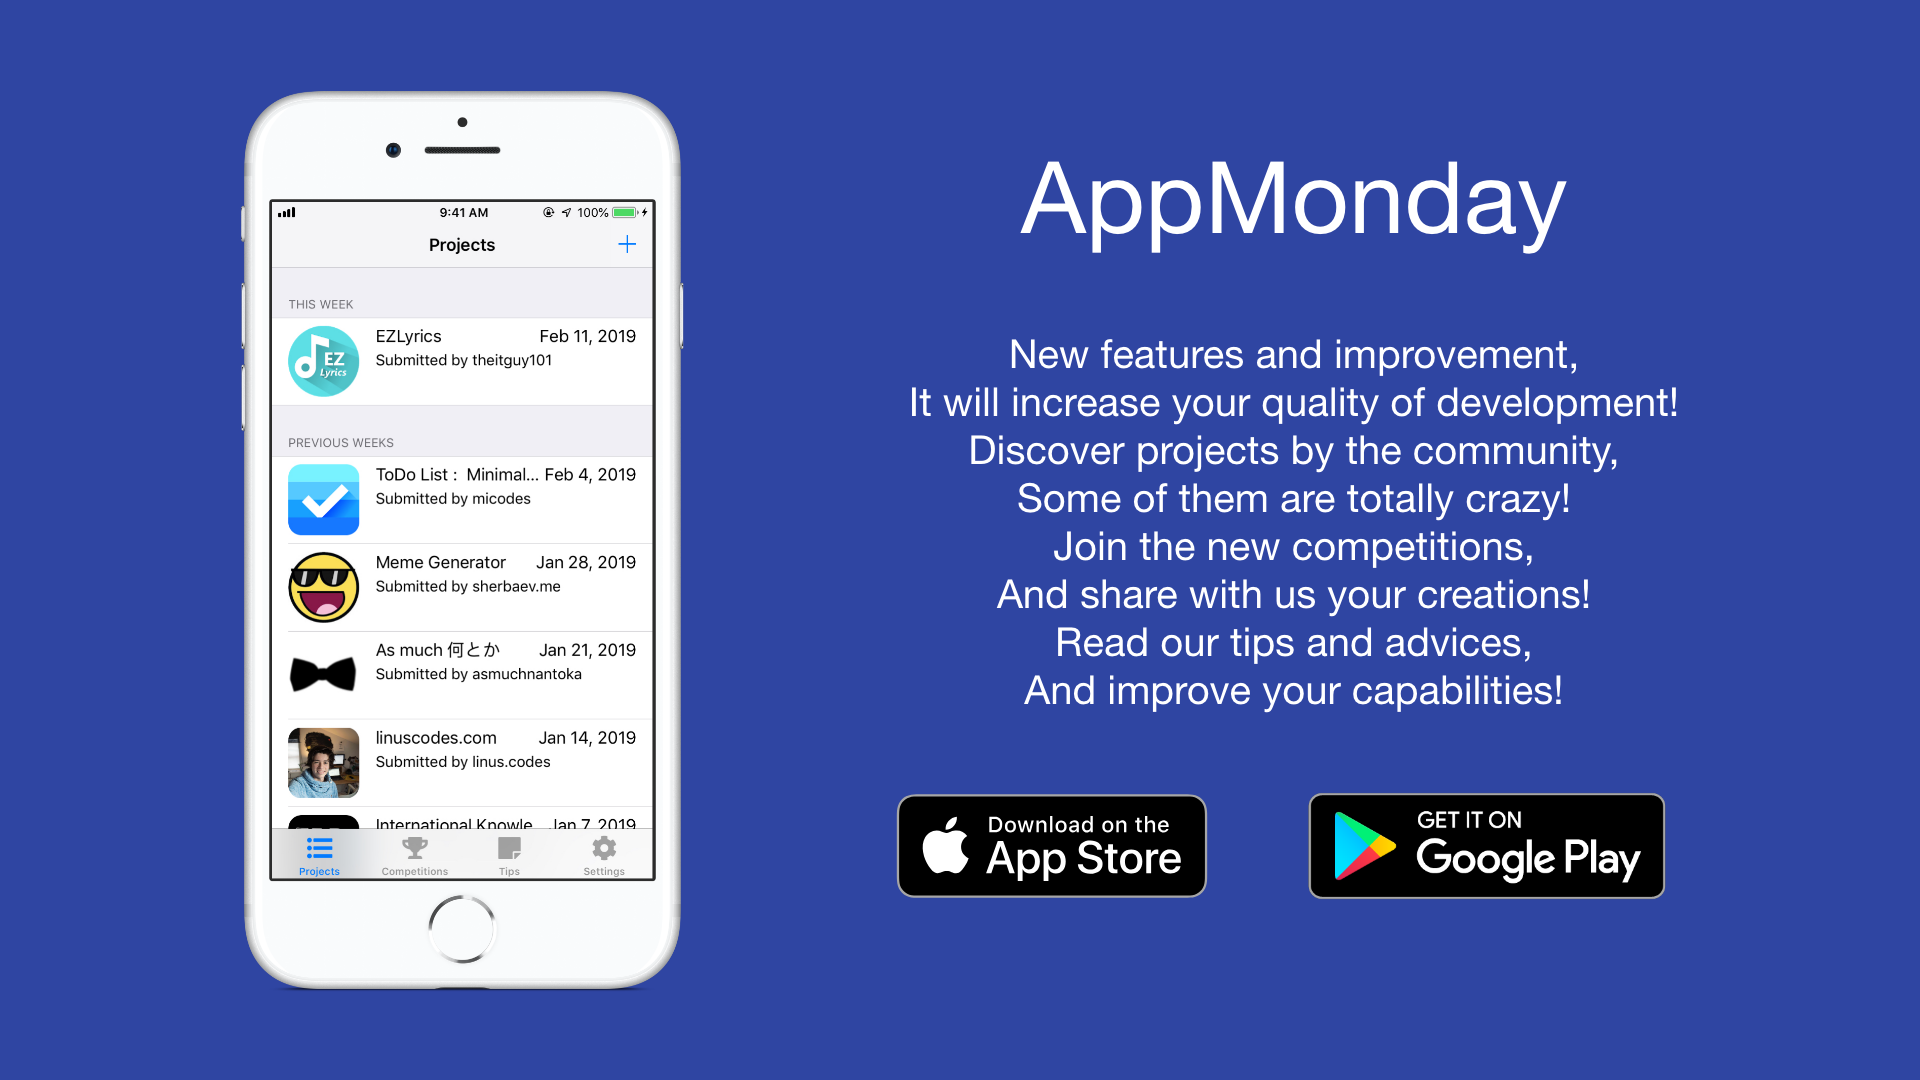 9:41 AM
100%
Projects
THIS WEEK
EZ
Lyrics
EZLyrics
Feb 11, 2019
Submitted by theitguy101
PREVIOUS WEEKS
ToDo List : Minimal... Feb 4, 2019
Submitted by micodes
Meme Generator
Jan 28, 2019
Submitted by sherbaev.me
As much 何とか
Jan 21, 2019
Submitted by asmuchnantoka
linuscodes.com
Jan 14, 2019
Submitted by linus.codes
International Knowle
Jan 7, 2019
Projects
Competitions
Tips
Settings
AppMonday
New features and improvement,
It will increase your quality of development!
Discover projects by the community,
Some of them are totally crazy!
Join the new competitions,
And share with us your creations!
Read our tips and advices,
And improve your capabilities!
Download on the
App Store
GET IT ON
Google Play